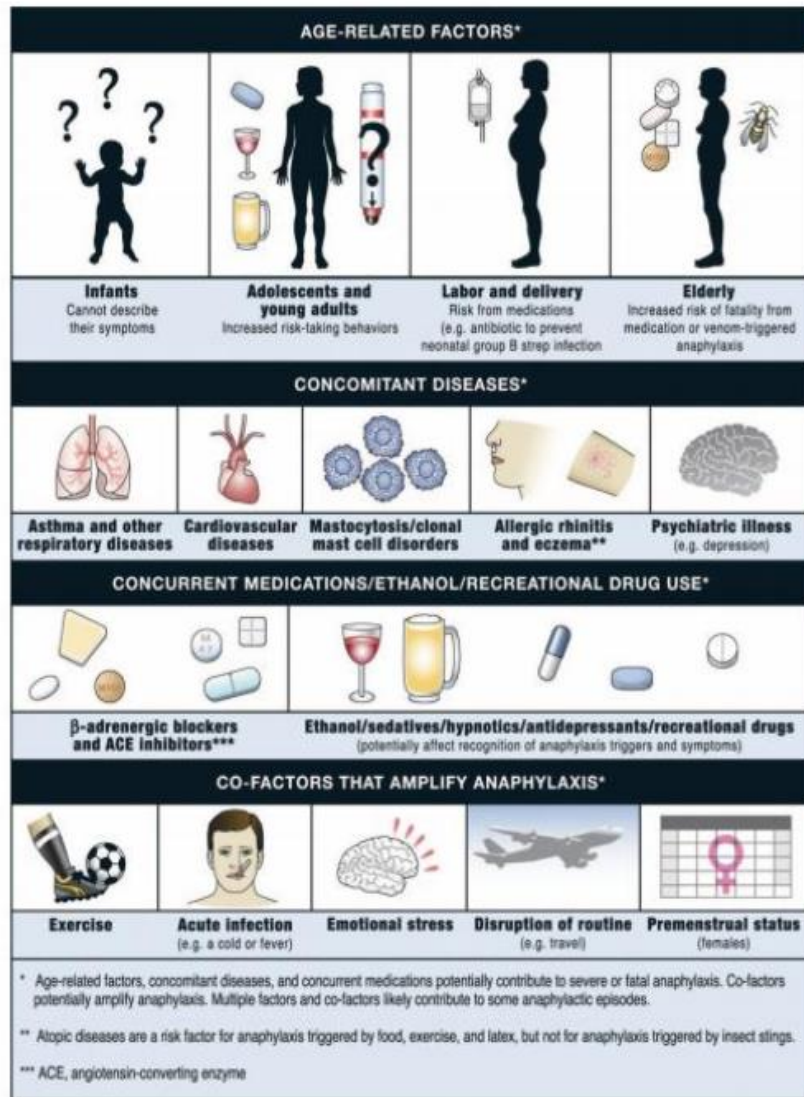 AGE-RELATED FACTORS*
Infants
Cannot describe
their symptoms
Adolescents and
young adults
Increased risk-taking behaviors
Labor and delivery
Risk from medications
(e.g. antibiotic to prevent
neonatal group B strep infection
Elderly
Increased risk of fatality from
medication or venom-triggered
anaphylaxis
CONCOMITANT DISEASES*
Asthma and other
respiratory diseases
Cardiovascular
diseases
Mastocytosis/clonal
mast cell disorders
Allergic rhinitis
and eczema**
Psychiatric illness
(e.g. depression)
CONCURRENT MEDICATIONS/ETHANOL/RECREATIONAL DRUG USE*
β-adrenergic blockers
and ACE inhibitors***
Ethanol/sedatives/hypnotics/antidepressants/recreational drugs
(potentially affect recognition of anaphylaxis triggers and symptoms)
CO-FACTORS THAT AMPLIFY ANAPHYLAXIS*
Exercise
Acute infection
(e.g. a cold or fever)
Emotional stress
Disruption of routine
(e.g. travel)
Premenstrual status
(females)
* Age-related factors, concomitant diseases, and concurrent medications potentially contribute to severe or fatal anaphylaxis. Co-factors
potentially amplify anaphylaxis. Multiple factors and co-factors likely contribute to some anaphylactic episodes.
** Atopic diseases are a risk factor for anaphylaxis triggered by food, exercise, and latex, but not for anaphylaxis triggered by insect stings.
*** ACE, angiotensin-converting enzyme